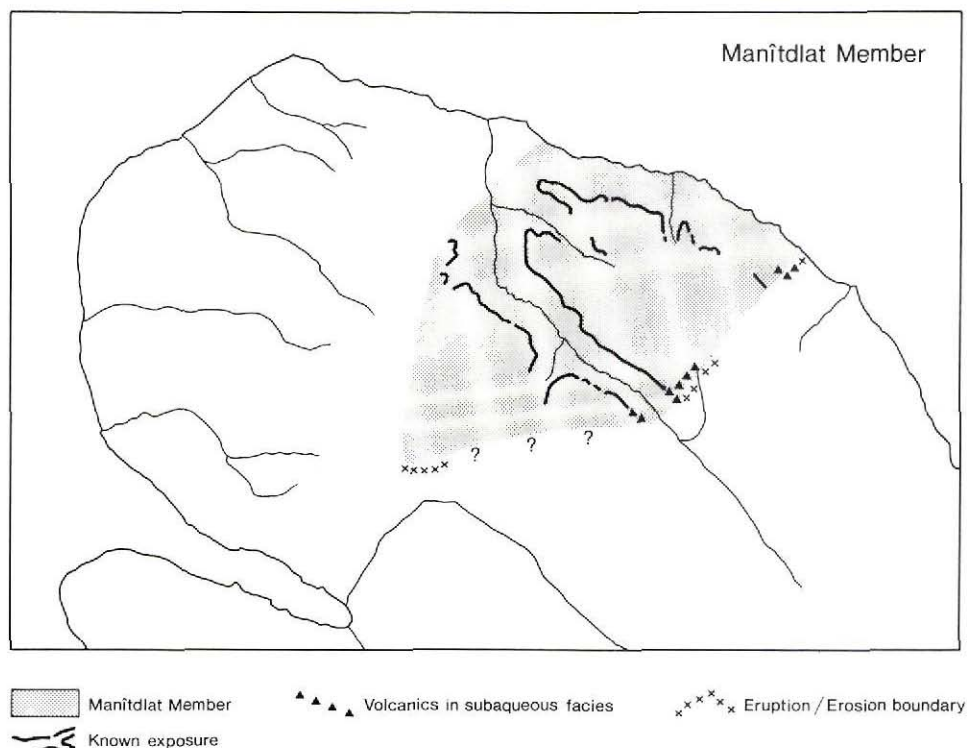 Manîtdlat Member
?
?
?
Manîtdlat Member
Volcanics in subaqueous facies
Eruption / Erosion boundary
Known exposure